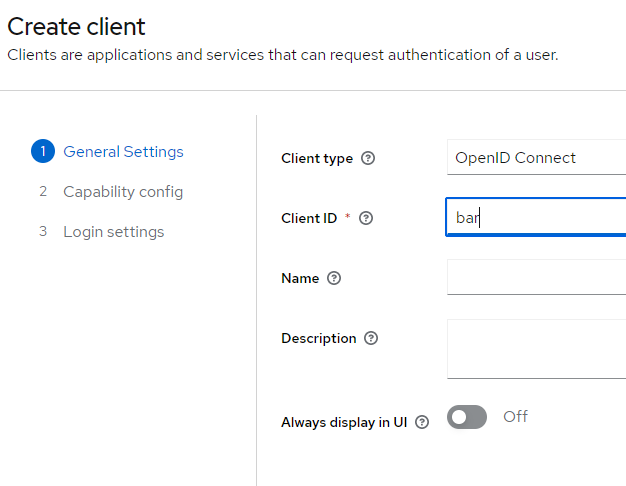 Create client
Clients are applications and services that can request authentication of a user.
1 General Settings
2 Capability config
3 Login settings
Client type ? OpenID Connect
Client ID * ? bar
Name ?
Description ?
Always display in UI ? Off